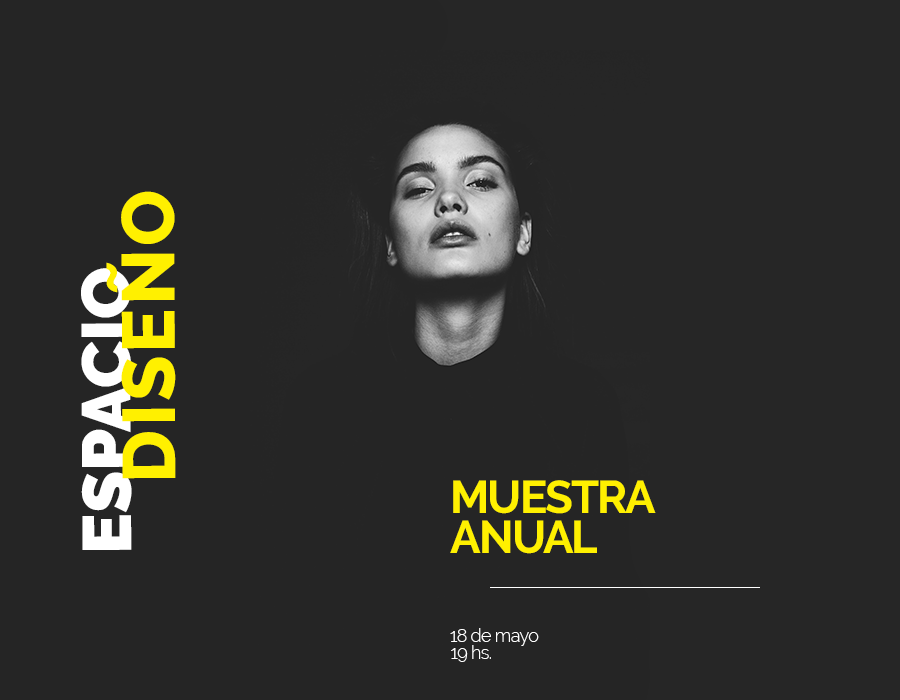 ESPACIO
DISEÑO
MUESTRA
ANUAL
18 de mayo
19 hs.